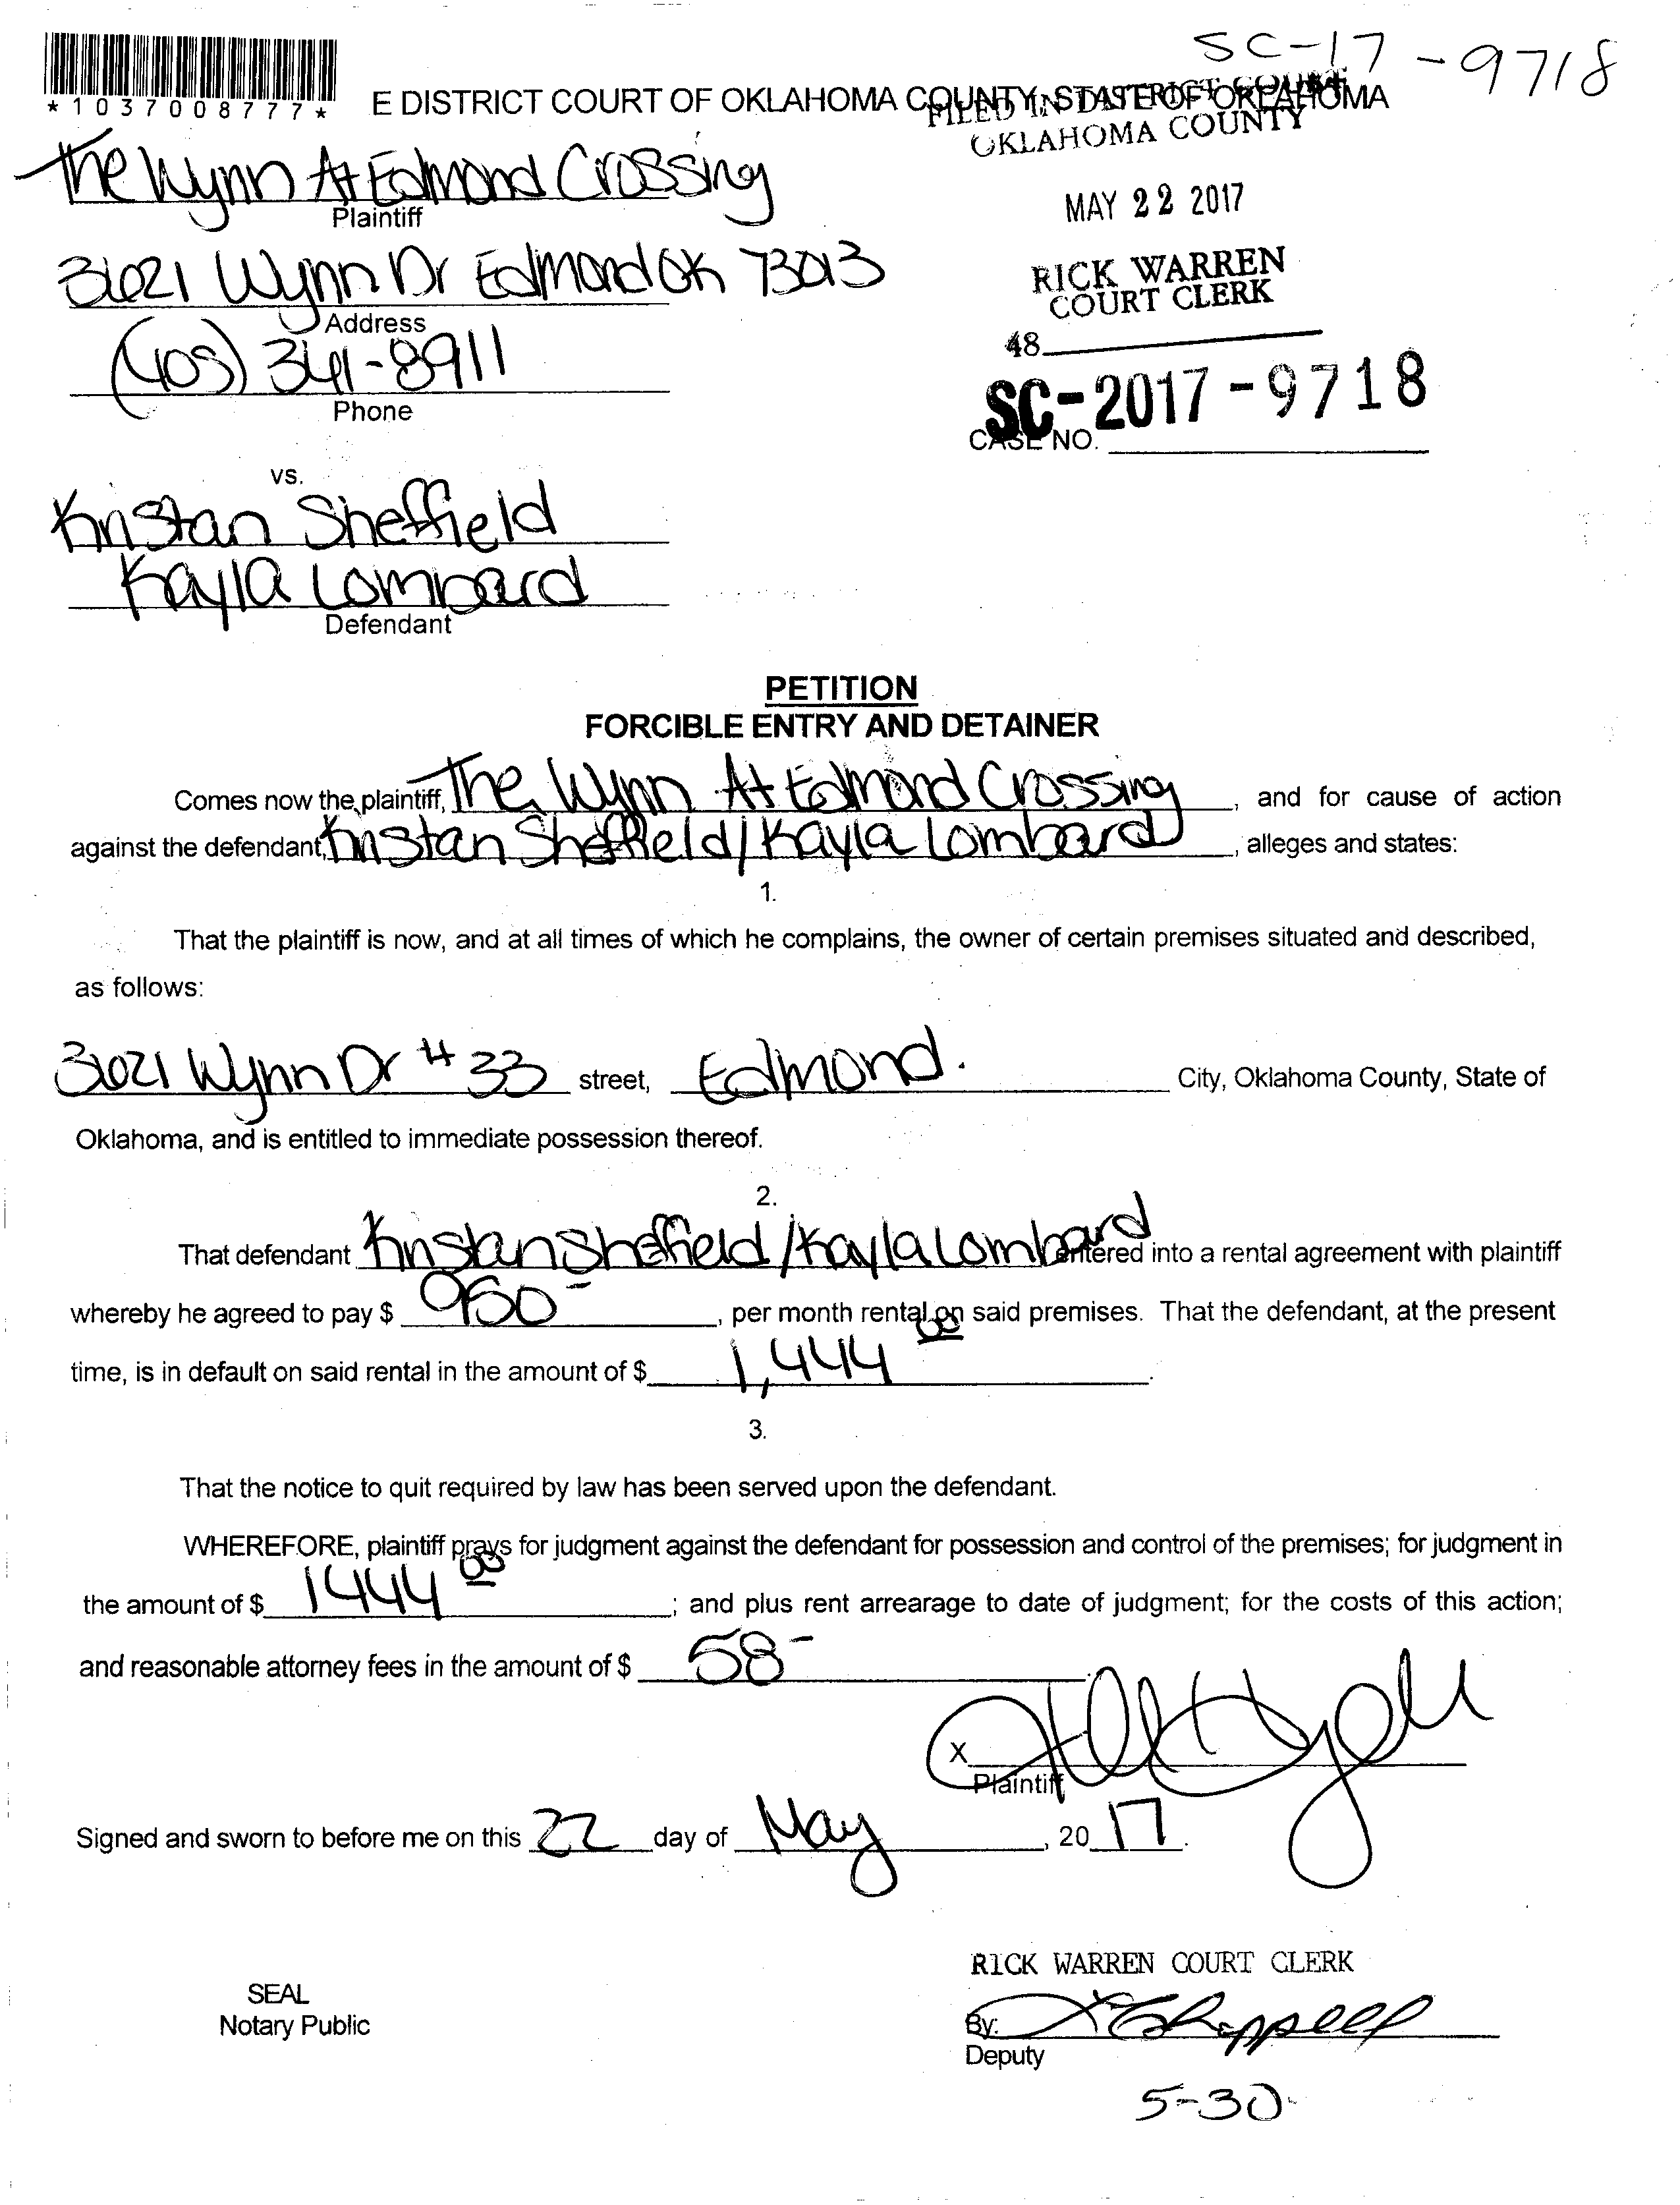 SC-17-9718
*1037008777*
E DISTRICT COURT OF OKLAHOMA COUNTY, STATE OF OKLAHOMA
FILED IN DISTRICT COURT
OKLAHOMA COUNTY
The Wynn At Edmond Crossing
Plaintiff
MAY 22 2017
3621 Wynn Dr Edmond OK 73013
Address
RICK WARREN
COURT CLERK
(405) 341-8911
Phone
48
SC-2017-9718
CASE NO.
vs.
Kristan Sheffield
Kayla Lombard
Defendant
PETITION
FORCIBLE ENTRY AND DETAINER
Comes now the plaintiff, The Wynn At Edmond Crossing, and for cause of action
against the defendant, Kristan Sheffield/Kayla Lombard, alleges and states:
1.
That the plaintiff is now, and at all times of which he complains, the owner of certain premises situated and described,
as follows:
3621 Wynn Dr #33 street, Edmond. City, Oklahoma County, State of
Oklahoma, and is entitled to immediate possession thereof.
2.
That defendant Kristan Sheffield/Kayla Lombard entered into a rental agreement with plaintiff
whereby he agreed to pay $ 950-, per month rental on said premises. That the defendant, at the present
time, is in default on said rental in the amount of $ 1,444 00.
3.
That the notice to quit required by law has been served upon the defendant.
WHEREFORE, plaintiff prays for judgment against the defendant for possession and control of the premises; for judgment in
the amount of $ 1444 00; and plus rent arrearage to date of judgment; for the costs of this action;
and reasonable attorney fees in the amount of $ 58-.
X
Plaintiff
Signed and sworn to before me on this 22 day of May, 2017.
RICK WARREN COURT CLERK
SEAL
Notary Public
By:
Deputy
5-30